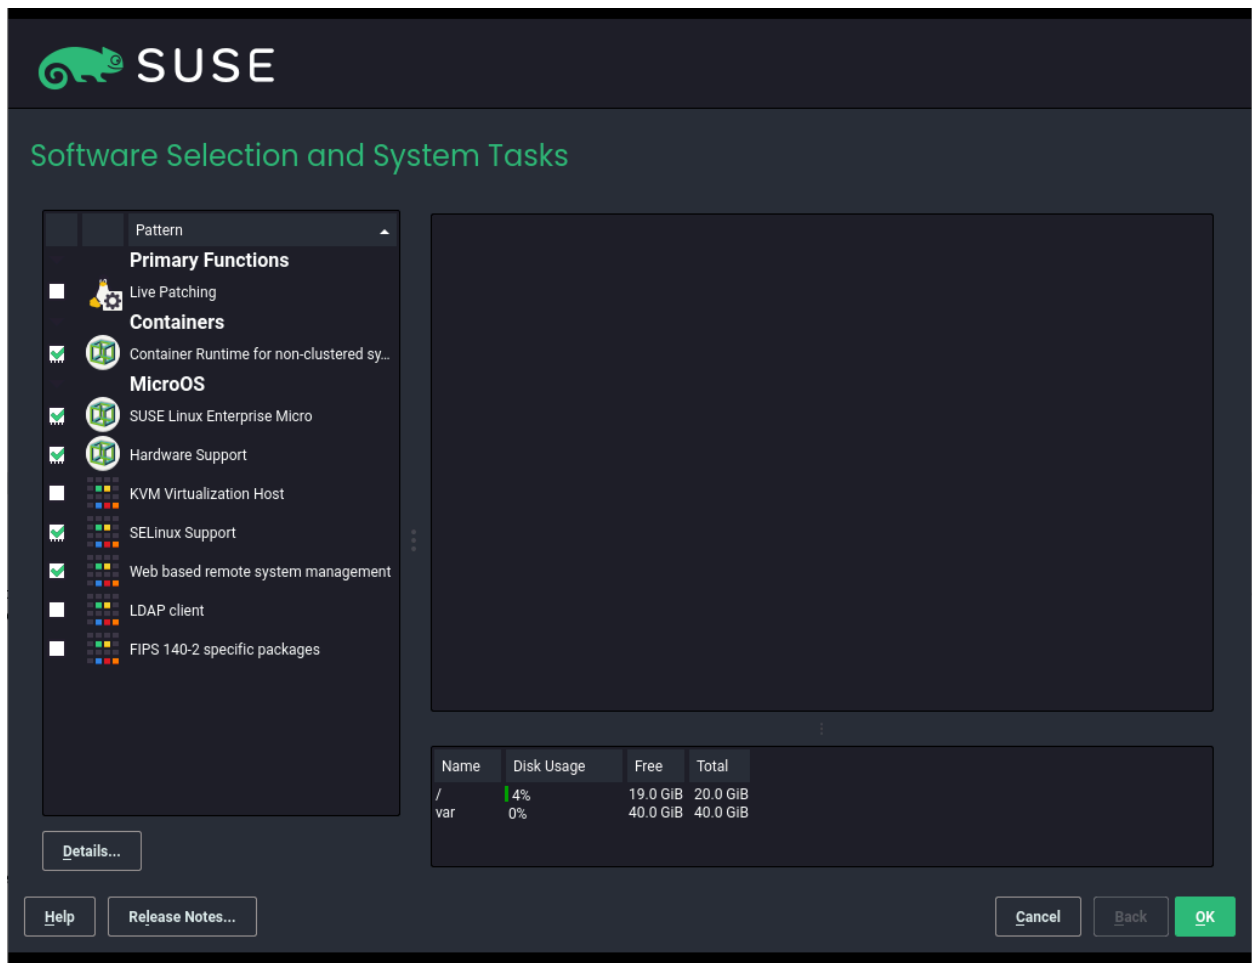 SUSE
Software Selection and System Tasks
Pattern
Primary Functions
Live Patching
Containers
Container Runtime for non-clustered sy...
MicroOS
SUSE Linux Enterprise Micro
Hardware Support
KVM Virtualization Host
SELinux Support
Web based remote system management
LDAP client
FIPS 140-2 specific packages
Name Disk Usage Free Total
/ 4% 19.0 GiB 20.0 GiB
var 0% 40.0 GiB 40.0 GiB
Details...
Help Release Notes... Cancel Back OK